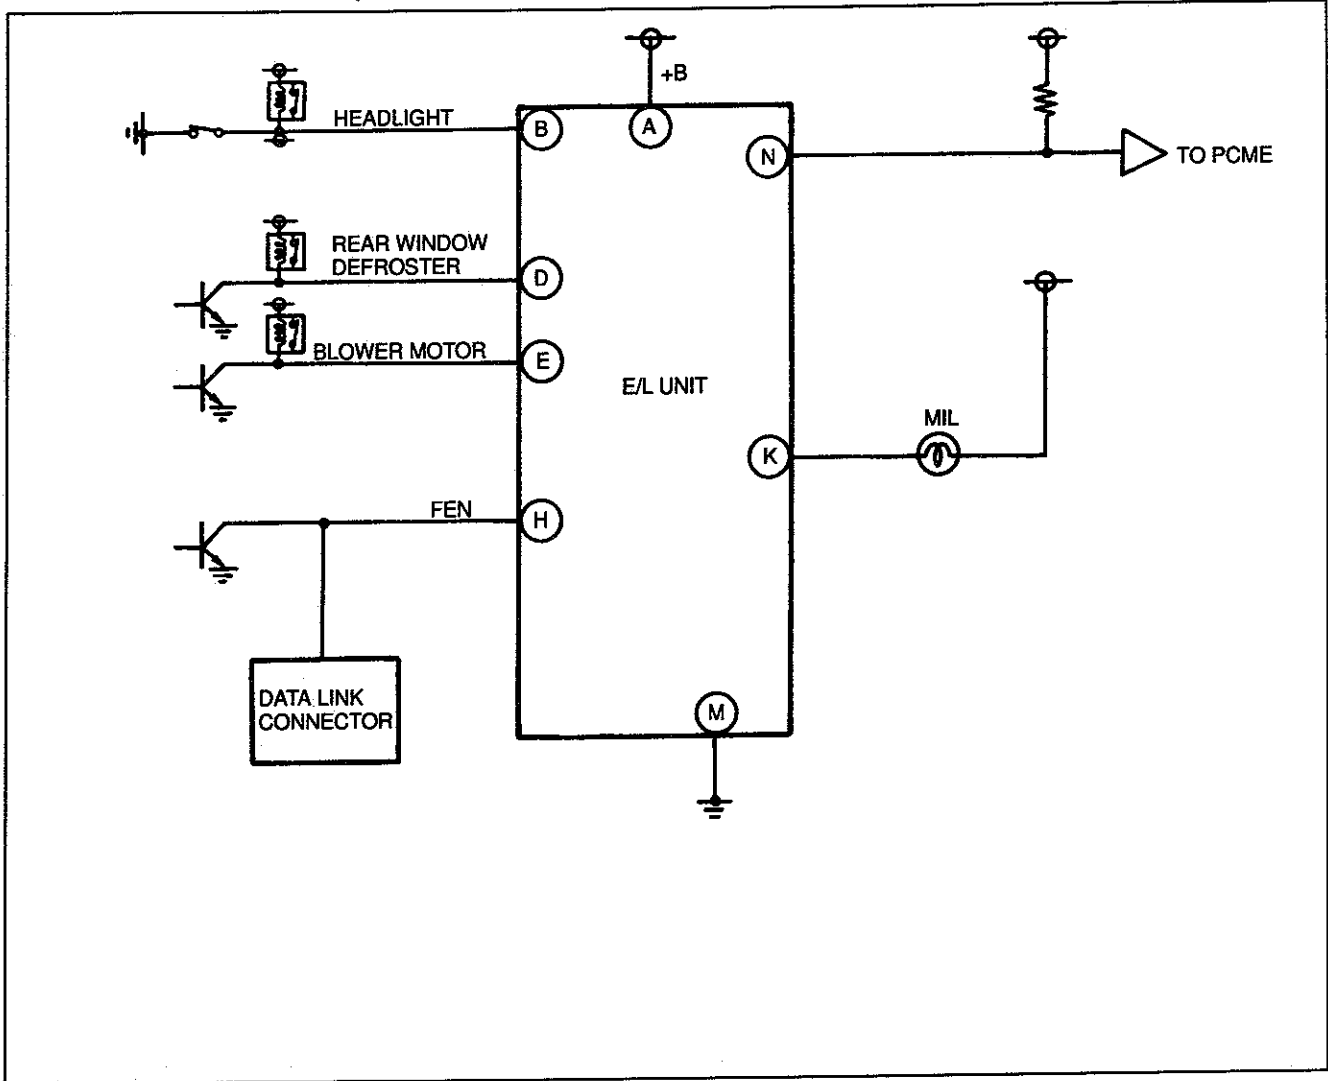 +B
HEADLIGHT
B
A
N
TO PCME
REAR WINDOW
DEFROSTER
D
BLOWER MOTOR
E
E/L UNIT
MIL
K
FEN
H
DATA LINK
CONNECTOR
M